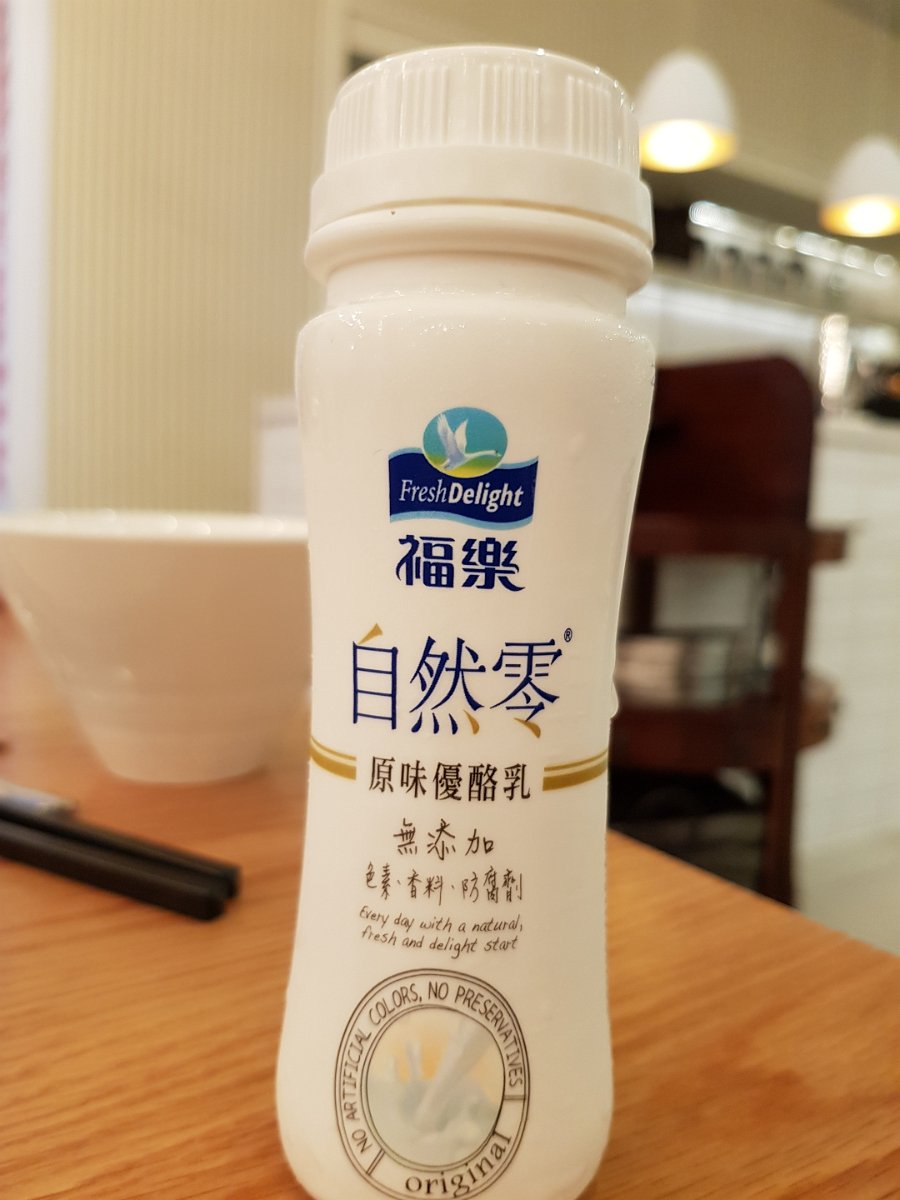 FreshDelight
福樂
自然零®
原味優酪乳
無添加
色素、香料、防腐劑
Every day with a natural,
fresh and delight start
NO ARTIFICIAL COLORS, NO PRESERVATIVES
original